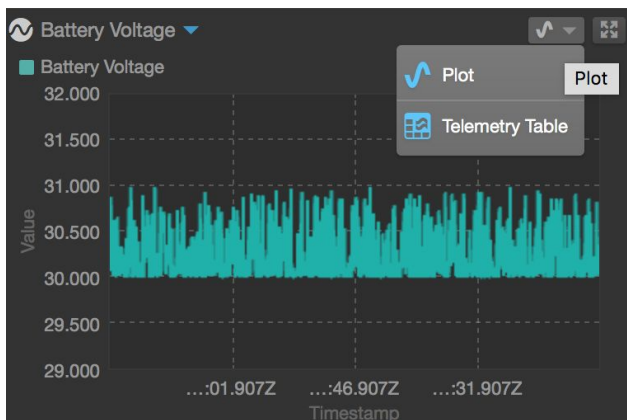 Battery Voltage
Plot
Plot
Telemetry Table
Battery Voltage
32.000
31.500
31.000
30.500
30.000
29.500
29.000
Value
...:01.907Z
...:46.907Z
...:31.907Z
Timestamp